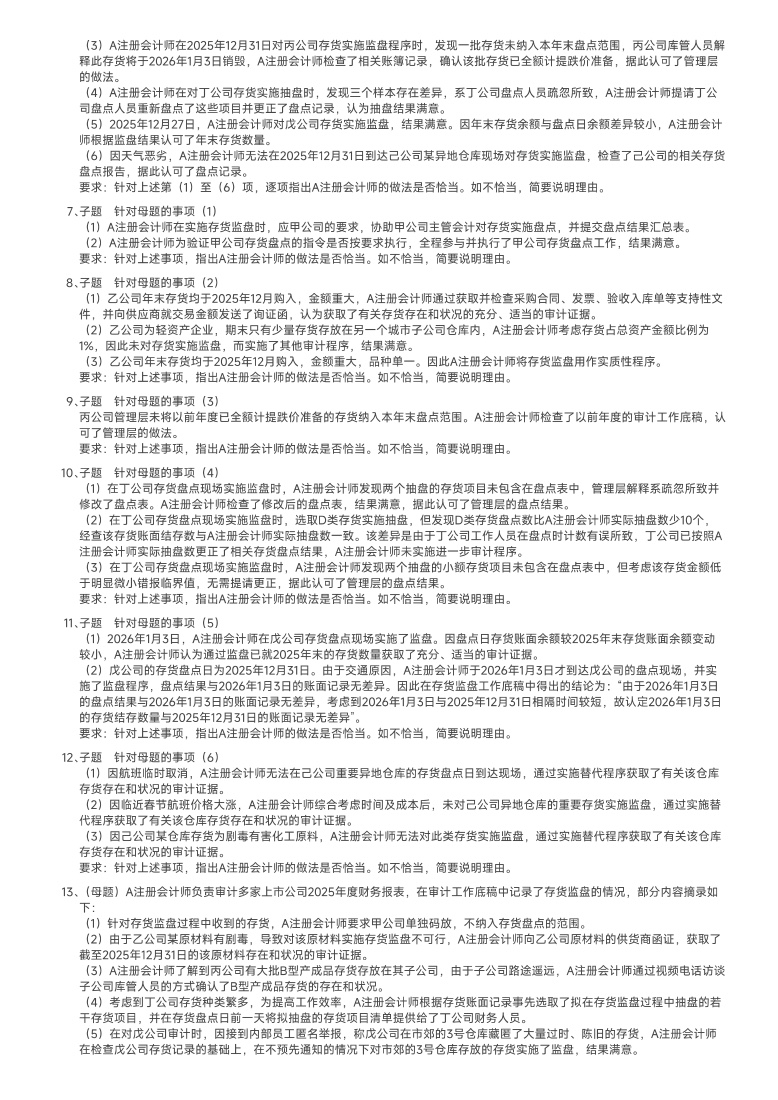 （3）A注册会计师在2025年12月31日对丙公司存货实施监盘程序时，发现一批存货未纳入本年末盘点范围，丙公司库管人员解
释此存货将于2026年1月3日销毁，A注册会计师检查了相关账簿记录，确认该批存货已全额计提跌价准备，据此认可了管理层
的做法。
（4）A注册会计师在对丁公司存货实施抽盘时，发现三个样本存在差异，系丁公司盘点人员疏忽所致，A注册会计师提请丁公
司盘点人员重新盘点了这些项目并更正了盘点记录，认为抽盘结果满意。
（5）2025年12月27日，A注册会计师对戊公司存货实施监盘，结果满意。因年末存货余额与盘点日余额差异较小，A注册会计
师根据监盘结果认可了年末存货数量。
（6）因天气恶劣，A注册会计师无法在2025年12月31日到达己公司某异地仓库现场对存货实施监盘，检查了己公司的相关存货
盘点报告，据此认可了盘点记录。
要求：针对上述第（1）至（6）项，逐项指出A注册会计师的做法是否恰当。如不恰当，简要说明理由。
7、子题 针对母题的事项（1）
（1）A注册会计师在实施存货监盘时，应甲公司的要求，协助甲公司主管会计对存货实施盘点，并提交盘点结果汇总表。
（2）A注册会计师为验证甲公司存货盘点的指令是否按要求执行，全程参与并执行了甲公司存货盘点工作，结果满意。
要求：针对上述事项，指出A注册会计师的做法是否恰当。如不恰当，简要说明理由。
8、子题 针对母题的事项（2）
（1）乙公司年末存货均于2025年12月购入，金额重大，A注册会计师通过获取并检查采购合同、发票、验收入库单等支持性文
件，并向供应商就交易金额发送了询证函，认为获取了有关存货存在和状况的充分、适当的审计证据。
（2）乙公司为轻资产企业，期末只有少量存货存放在另一个城市子公司仓库内，A注册会计师考虑存货占总资产金额比例为
1%，因此未对存货实施监盘，而实施了其他审计程序，结果满意。
（3）乙公司年末存货均于2025年12月购入，金额重大，品种单一。因此A注册会计师将存货监盘用作实质性程序。
要求：针对上述事项，指出A注册会计师的做法是否恰当。如不恰当，简要说明理由。
9、子题 针对母题的事项（3）
丙公司管理层未将以前年度已全额计提跌价准备的存货纳入本年末盘点范围。A注册会计师检查了以前年度的审计工作底稿，认
可了管理层的做法。
要求：针对上述事项，指出A注册会计师的做法是否恰当。如不恰当，简要说明理由。
10、子题 针对母题的事项（4）
（1）在丁公司存货盘点现场实施监盘时，A注册会计师发现两个抽盘的存货项目未包含在盘点表中，管理层解释系疏忽所致并
修改了盘点表。A注册会计师检查了修改后的盘点表，结果满意，据此认可了管理层的盘点结果。
（2）在丁公司存货盘点现场实施监盘时，选取D类存货实施抽盘，但发现D类存货盘点数比A注册会计师实际抽盘数少10个，
经查该存货账面结存数与A注册会计师实际抽盘数一致。该差异是由于丁公司工作人员在盘点时计数有误所致，丁公司已按照A
注册会计师实际抽盘数更正了相关存货盘点结果，A注册会计师未实施进一步审计程序。
（3）在丁公司存货盘点现场实施监盘时，A注册会计师发现两个抽盘的小额存货项目未包含在盘点表中，但考虑该存货金额低
于明显微小错报临界值，无需提请更正，据此认可了管理层的盘点结果。
要求：针对上述事项，指出A注册会计师的做法是否恰当。如不恰当，简要说明理由。
11、子题 针对母题的事项（5）
（1）2026年1月3日，A注册会计师在戊公司存货盘点现场实施了监盘。因盘点日存货账面余额较2025年末存货账面余额变动
较小，A注册会计师认为通过监盘已就2025年末的存货数量获取了充分、适当的审计证据。
（2）戊公司的存货盘点日为2025年12月31日。由于交通原因，A注册会计师于2026年1月3日才到达戊公司的盘点现场，并实
施了监盘程序，盘点结果与2026年1月3日的账面记录无差异。因此在存货监盘工作底稿中得出的结论为：“由于2026年1月3日
的盘点结果与2026年1月3日的账面记录无差异，考虑到2026年1月3日与2025年12月31日相隔时间较短，故认定2026年1月3日
的存货结存数量与2025年12月31日的账面记录无差异”。
要求：针对上述事项，指出A注册会计师的做法是否恰当。如不恰当，简要说明理由。
12、子题 针对母题的事项（6）
（1）因航班临时取消，A注册会计师无法在己公司重要异地仓库的存货盘点日到达现场，通过实施替代程序获取了有关该仓库
存货存在和状况的审计证据。
（2）因临近春节航班价格大涨，A注册会计师综合考虑时间及成本后，未对己公司异地仓库的重要存货实施监盘，通过实施替
代程序获取了有关该仓库存货存在和状况的审计证据。
（3）因己公司某仓库存货为剧毒有害化工原料，A注册会计师无法对此类存货实施监盘，通过实施替代程序获取了有关该仓库
存货存在和状况的审计证据。
要求：针对上述事项，指出A注册会计师的做法是否恰当。如不恰当，简要说明理由。
13、（母题）A注册会计师负责审计多家上市公司2025年度财务报表，在审计工作底稿中记录了存货监盘的情况，部分内容摘录如
下：
（1）针对存货监盘过程中收到的存货，A注册会计师要求甲公司单独码放，不纳入存货盘点的范围。
（2）由于乙公司某原材料有剧毒，导致对该原材料实施存货监盘不可行，A注册会计师向乙公司原材料的供货商函证，获取了
截至2025年12月31日的该原材料存在和状况的审计证据。
（3）A注册会计师了解到丙公司有大批B型产成品存货存放在其子公司，由于子公司路途遥远，A注册会计师通过视频电话访谈
子公司库管人员的方式确认了B型产成品存货的存在和状况。
（4）考虑到丁公司存货种类繁多，为提高工作效率，A注册会计师根据存货账面记录事先选取了拟在监盘过程中抽盘的若
干存货项目，并在存货盘点日前一天将拟抽盘的存货项目清单提供给了丁公司财务人员。
（5）在对戊公司审计时，因接到内部员工匿名举报，称戊公司在市郊的3号仓库藏匿了大量过时、陈旧的存货，A注册会计师
在检查戊公司存货记录的基础上，在不预先通知的情况下对市郊的3号仓库存放的存货实施了监盘，结果满意。